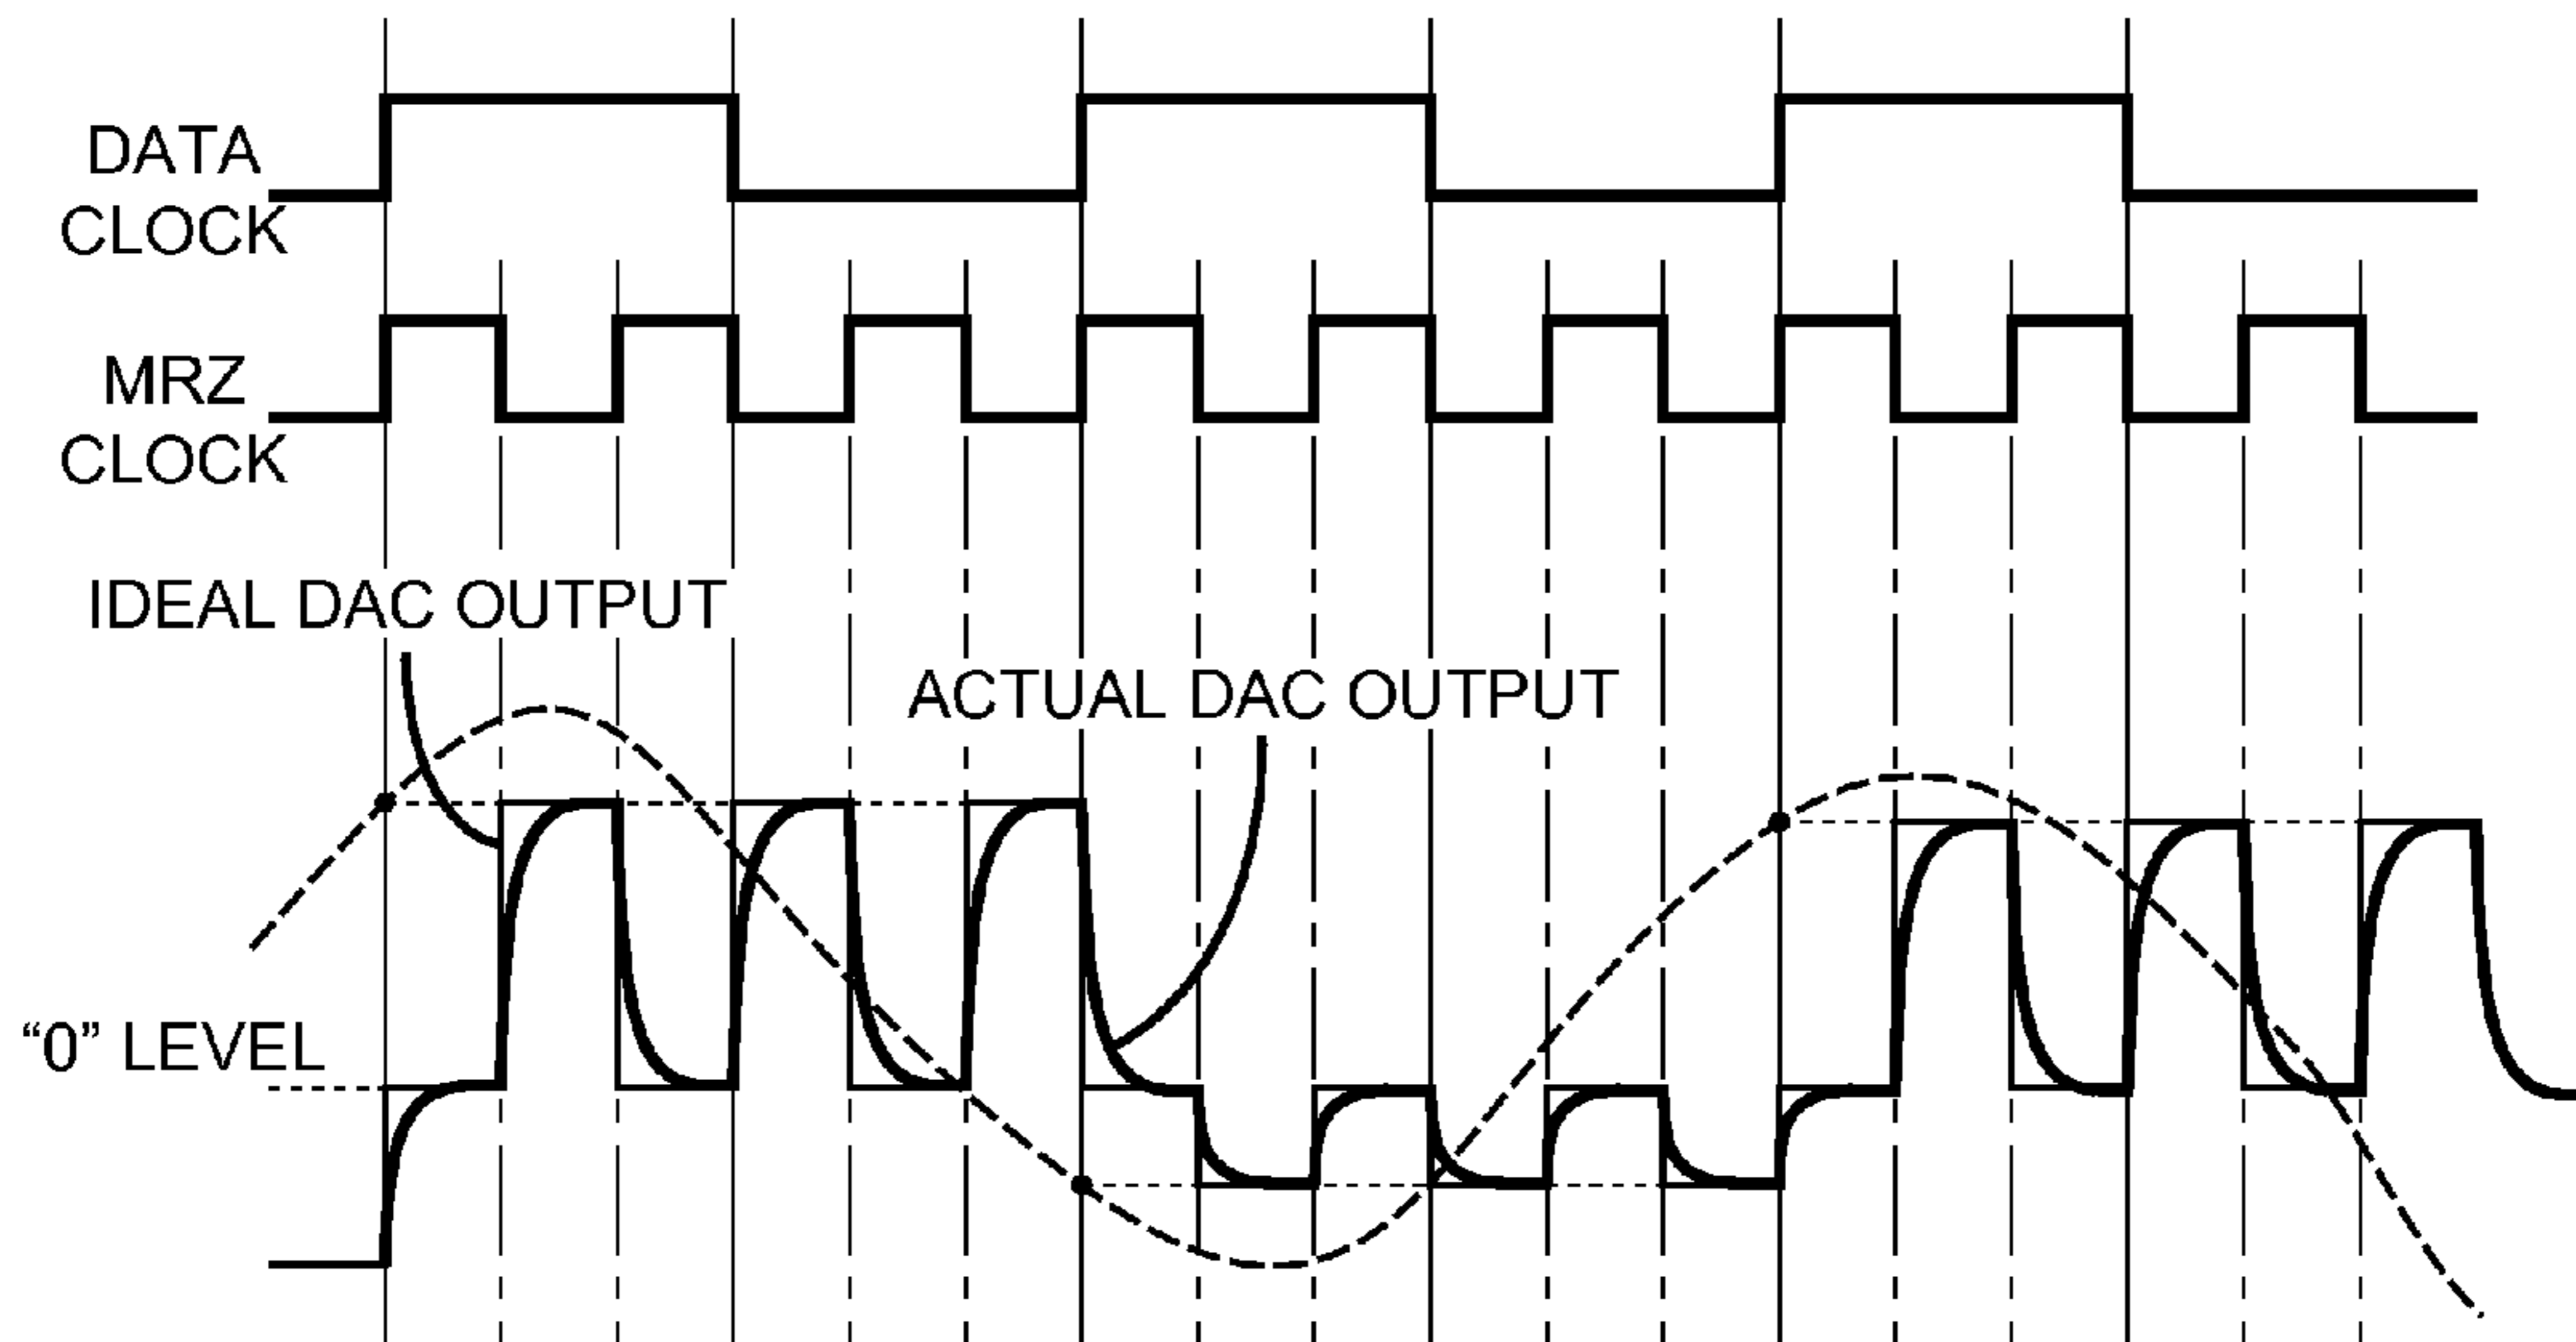 DATA
CLOCK
MRZ
CLOCK
IDEAL DAC OUTPUT
ACTUAL DAC OUTPUT
“0” LEVEL